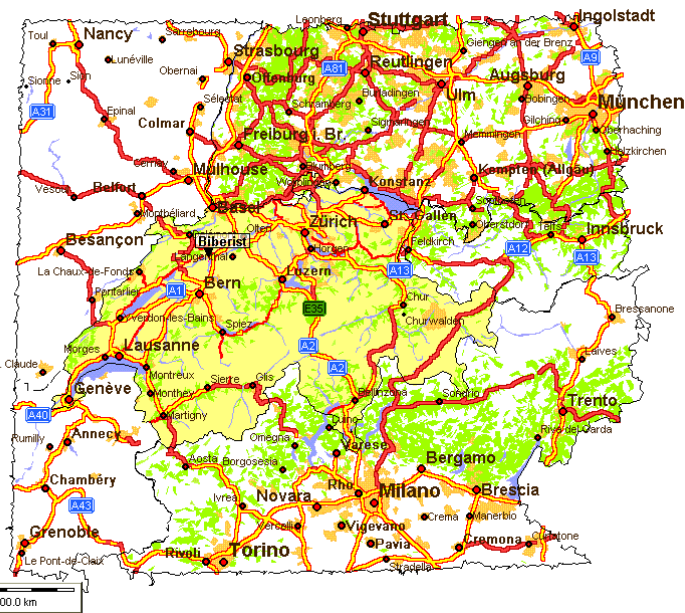 Stuttgart
Ingolstadt
Leonberg
Sarrebourg
Toul
Nancy
Giengen an der Brenz
Lunéville
Strasbourg
A81
Reutlingen
A9
Obernai
Offenburg
Augsburg
Sionne
Sion
Ulm
Bobingen
Burladingen
München
Sélestat
Schramberg
A31
Epinal
Gilching
Colmar
Sigmaringen
Oberhaching
Freiburg i. Br.
Memmingen
Holzkirchen
Cernay
Mulhouse
Kempten (Allgäu)
Vesoul
Belfort
Konstanz
Basel
Sonthofen
Montbéliard
St. Gallen
Zürich
Oberstdorf
Telfs
Olten
Innsbruck
Besançon
Biberist
Horgen
Feldkirch
A12
Langenthal
A13
A13
La Chaux-de-Fonds
Luzern
Bern
A1
Pontarlier
Chur
E35
Bressanone
Yverdon-les-Bains
Churwalden
Spiez
A2
Lausanne
Morges
Laives
A2
Claude
Montreux
Sierre
Glis
Genève
Monthey
Bellinzona
Sondrio
Trento
A40
Martigny
Rumilly
Annecy
Omegna
Varese
Riva del Garda
Aosta
Borgosesia
Bergamo
Chambéry
Rho
Brescia
A43
Ivrea
Novara
Milano
Crema
Manerbio
Vercelli
Vigevano
Grenoble
Pavia
Cremona
Le Pont-de-Claix
Rivoli
Torino
Stradella
00.0 km